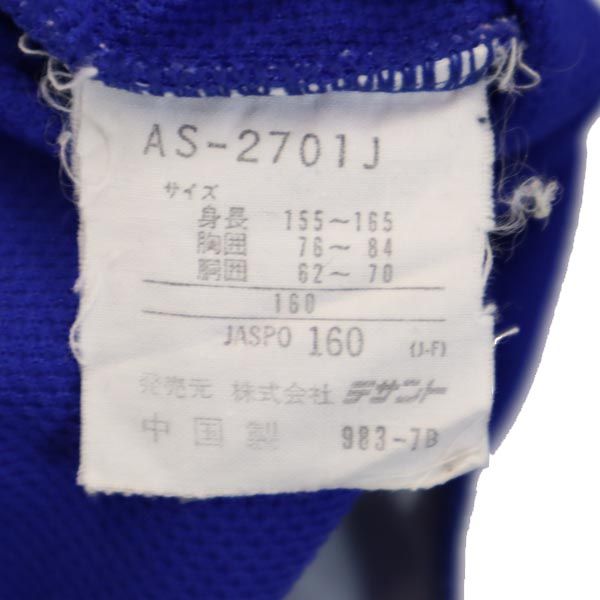 AS-2701J
サイズ
身長 155～165
胸囲 76～84
胴囲 62～70
160
JASPO 160 (J-F)
発売元 株式会社 デサント
中国製 983-7B